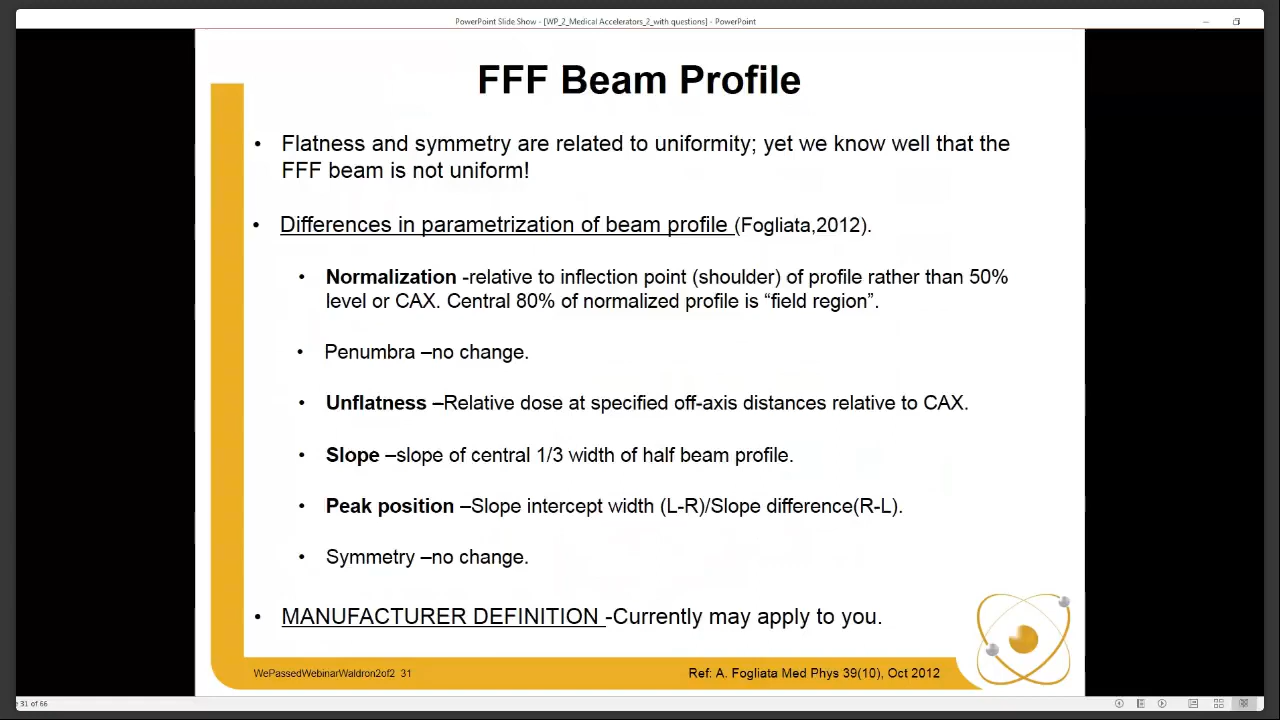 PowerPoint Slide Show - [WP_2_Medical Accelerators_2_with questions] - PowerPoint
FFF Beam Profile
• Flatness and symmetry are related to uniformity; yet we know well that the
FFF beam is not uniform!
• Differences in parametrization of beam profile (Fogliata,2012).
• Normalization -relative to inflection point (shoulder) of profile rather than 50%
level or CAX. Central 80% of normalized profile is “field region”.
• Penumbra –no change.
• Unflatness –Relative dose at specified off-axis distances relative to CAX.
• Slope –slope of central 1/3 width of half beam profile.
• Peak position –Slope intercept width (L-R)/Slope difference(R-L).
• Symmetry –no change.
• MANUFACTURER DEFINITION -Currently may apply to you.
WePassedWebinarWaldron2of2 31
Ref: A. Fogliata Med Phys 39(10), Oct 2012
e 31 of 66